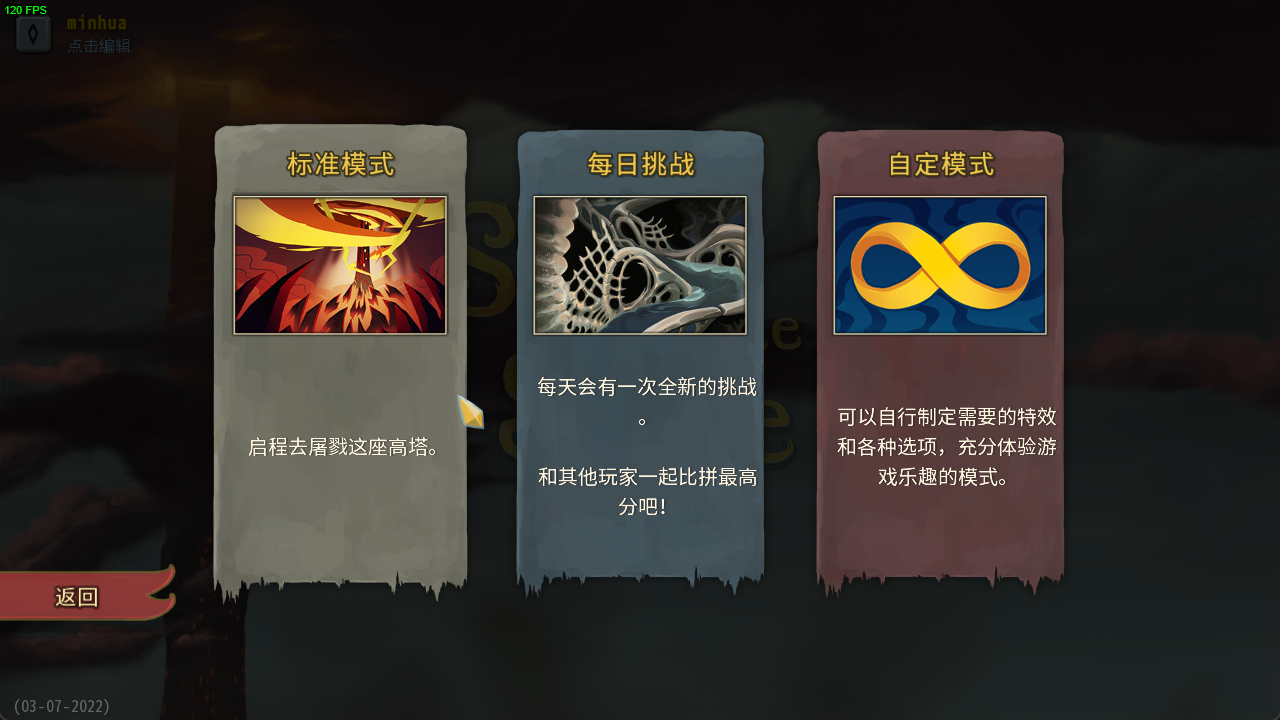 120 FPS
minhua
点击编辑
标准模式
每日挑战
自定模式
启程去屠戮这座高塔。
每天会有一次全新的挑战
。
和其他玩家一起比拼最高
分吧！
可以自行制定需要的特效
和各种选项，充分体验游
戏乐趣的模式。
返回
(03-07-2022)